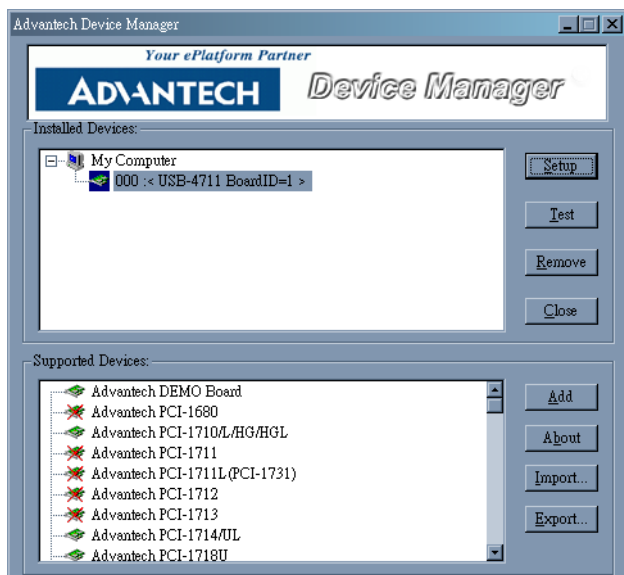 Advantech Device Manager
Your ePlatform Partner
ADVANTECH
Device Manager
Installed Devices:
My Computer
000 :< USB-4711 BoardID=1 >
Setup
Test
Remove
Close
Supported Devices:
Advantech DEMO Board
Advantech PCI-1680
Advantech PCI-1710/L/HG/HGL
Advantech PCI-1711
Advantech PCI-1711L(PCI-1731)
Advantech PCI-1712
Advantech PCI-1713
Advantech PCI-1714/UL
Advantech PCI-1718U
Add
About
Import...
Export...